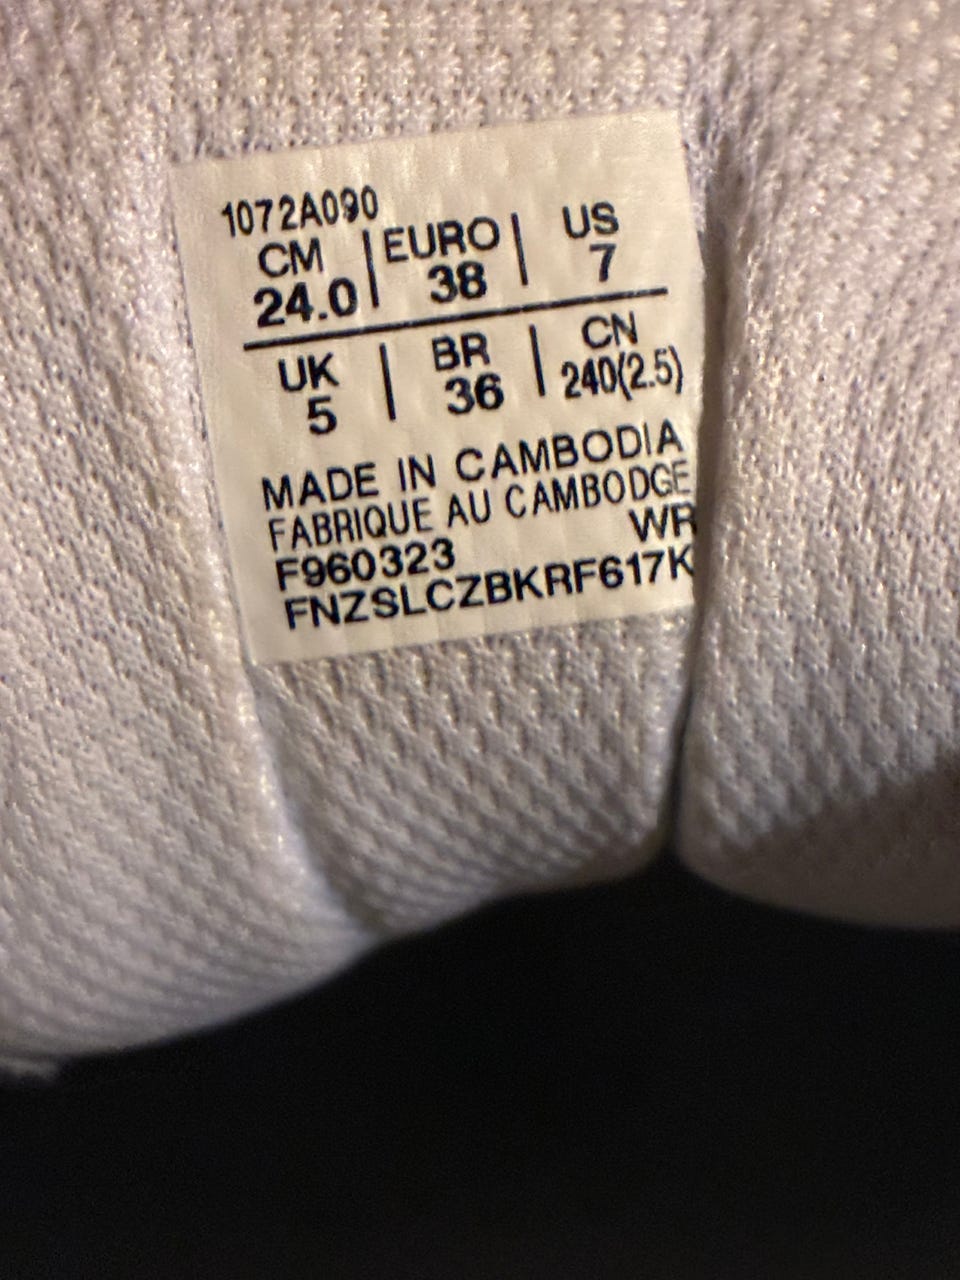 1072A090
CM | EURO | US
24.0 | 38 | 7
UK | BR | CN
5 | 36 | 240(2.5)
MADE IN CAMBODIA
FABRIQUE AU CAMBODGE
F960323 WR
FNZSLCZBKRF617K